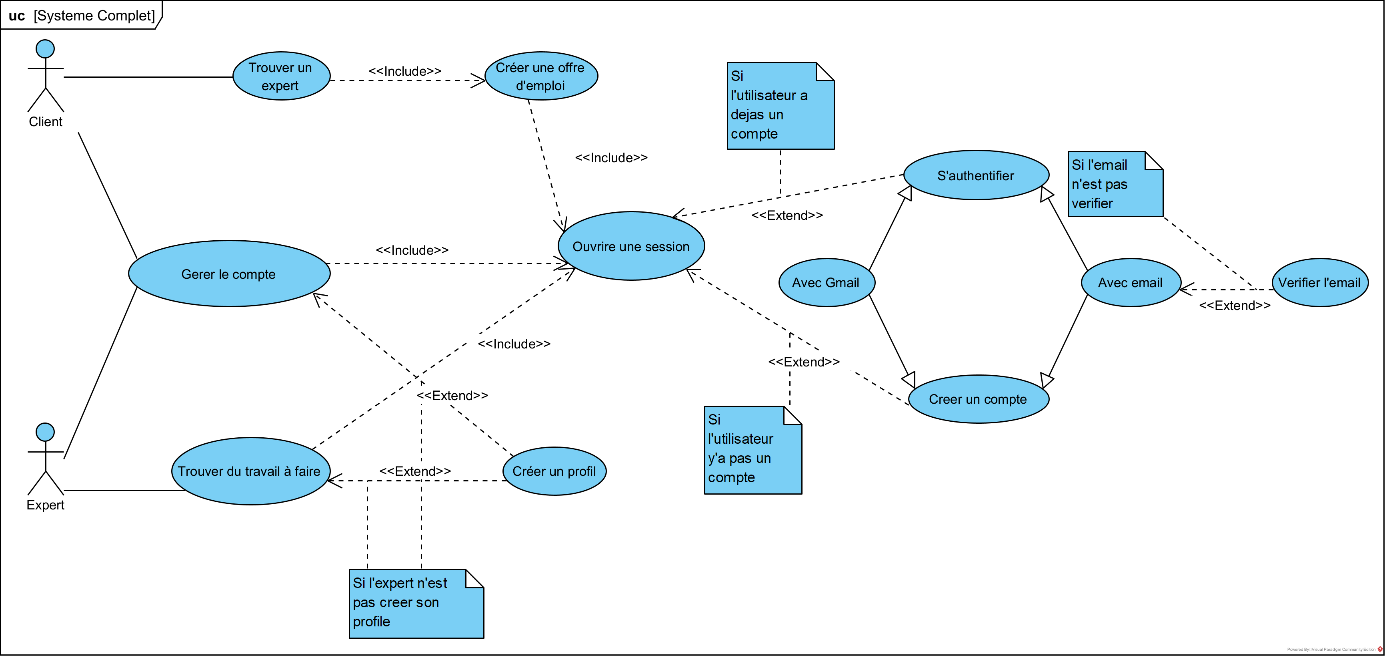 uc [Systeme Complet]
Client
Trouver un
expert
<<Include>>
Créer une offre
d'emploi
<<Include>>
Si
l'utilisateur a
dejas un
compte
<<Extend>>
S'authentifier
Si l'email
n'est pas
verifier
Gerer le compte
<<Include>>
Ouvrire une session
Avec Gmail
Avec email
<<Extend>>
Verifier l'email
<<Include>>
<<Extend>>
<<Extend>>
Creer un compte
Si
l'utilisateur
y'a pas un
compte
Expert
Trouver du travail à faire
<<Extend>>
Créer un profil
Si l'expert n'est
pas creer son
profile